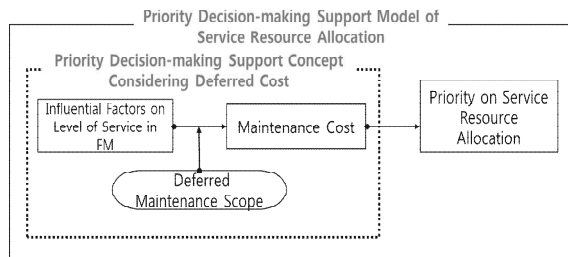 Priority Decision-making Support Model of
Service Resource Allocation
Priority Decision-making Support Concept
Considering Deferred Cost
Influential Factors on
Level of Service in
FM
Maintenance Cost
Priority on Service
Resource
Allocation
Deferred
Maintenance Scope